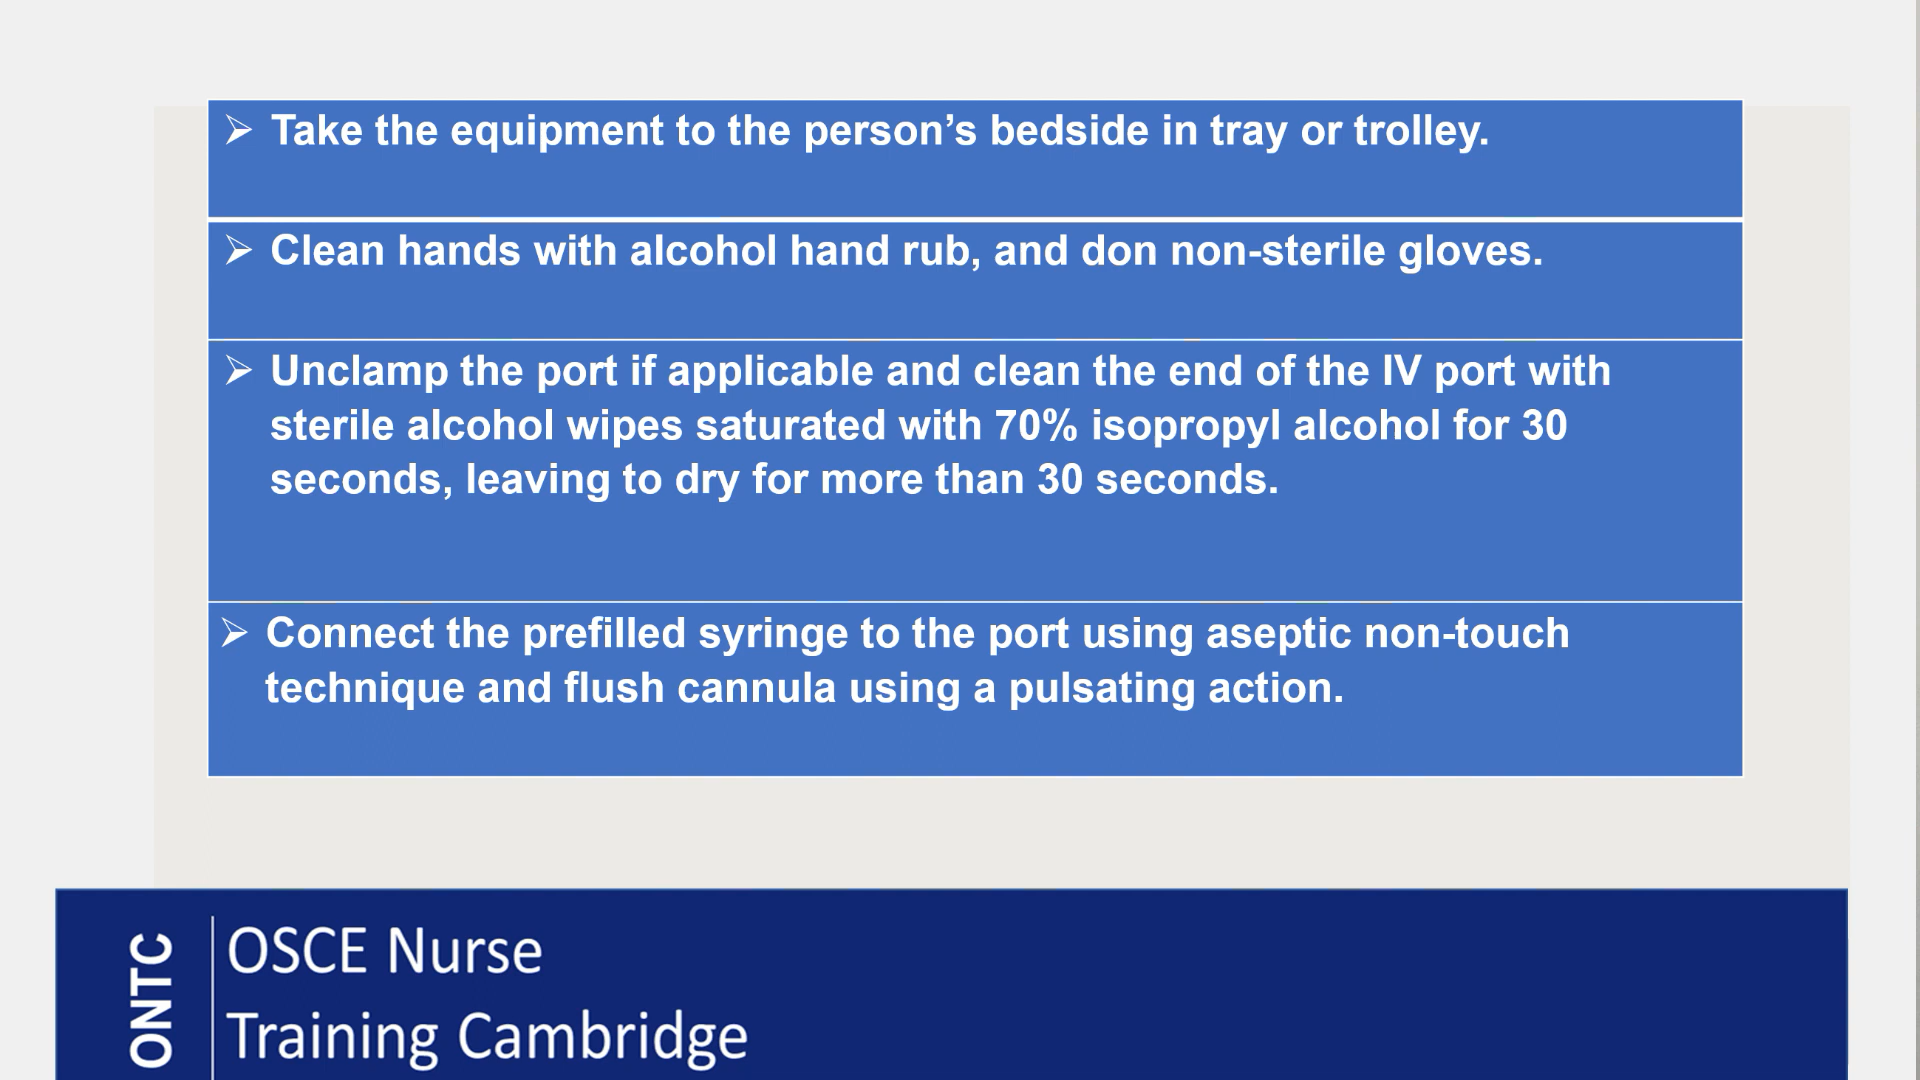 ➢ Take the equipment to the person’s bedside in tray or trolley.
➢ Clean hands with alcohol hand rub, and don non-sterile gloves.
➢ Unclamp the port if applicable and clean the end of the IV port with
sterile alcohol wipes saturated with 70% isopropyl alcohol for 30
seconds, leaving to dry for more than 30 seconds.
➢ Connect the prefilled syringe to the port using aseptic non-touch
technique and flush cannula using a pulsating action.
ONTC
OSCE Nurse
Training Cambridge